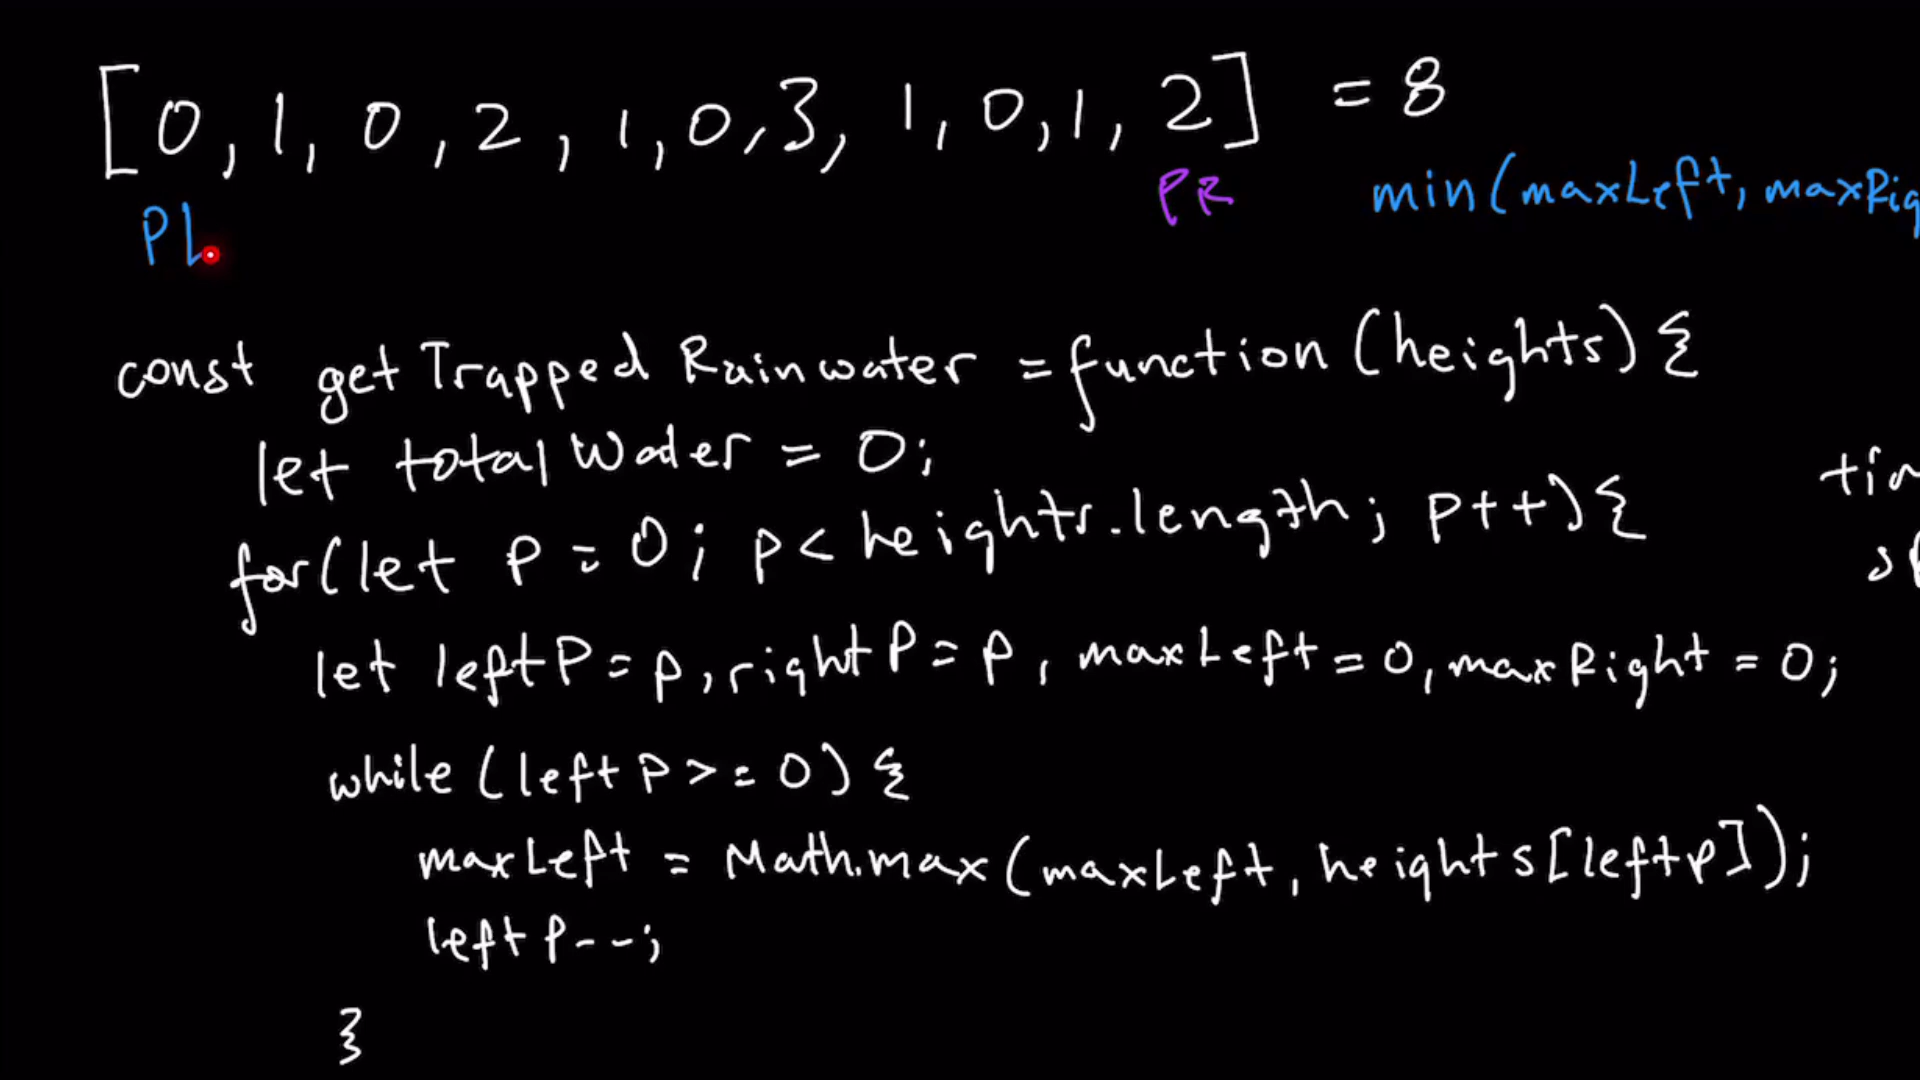 [0, 1, 0, 2, 1, 0, 3, 1, 0, 1, 2] = 8
PL PR min(maxLeft, maxRig
const getTrappedRainwater = function (heights) {
let totalWater = 0;
for(let p = 0; p < heights.length; p++) {
let leftP = p, rightP = p, maxLeft = 0, maxRight = 0;
while (leftP >= 0) {
maxLeft = Math.max(maxLeft, heights[leftP]);
leftP--;
}